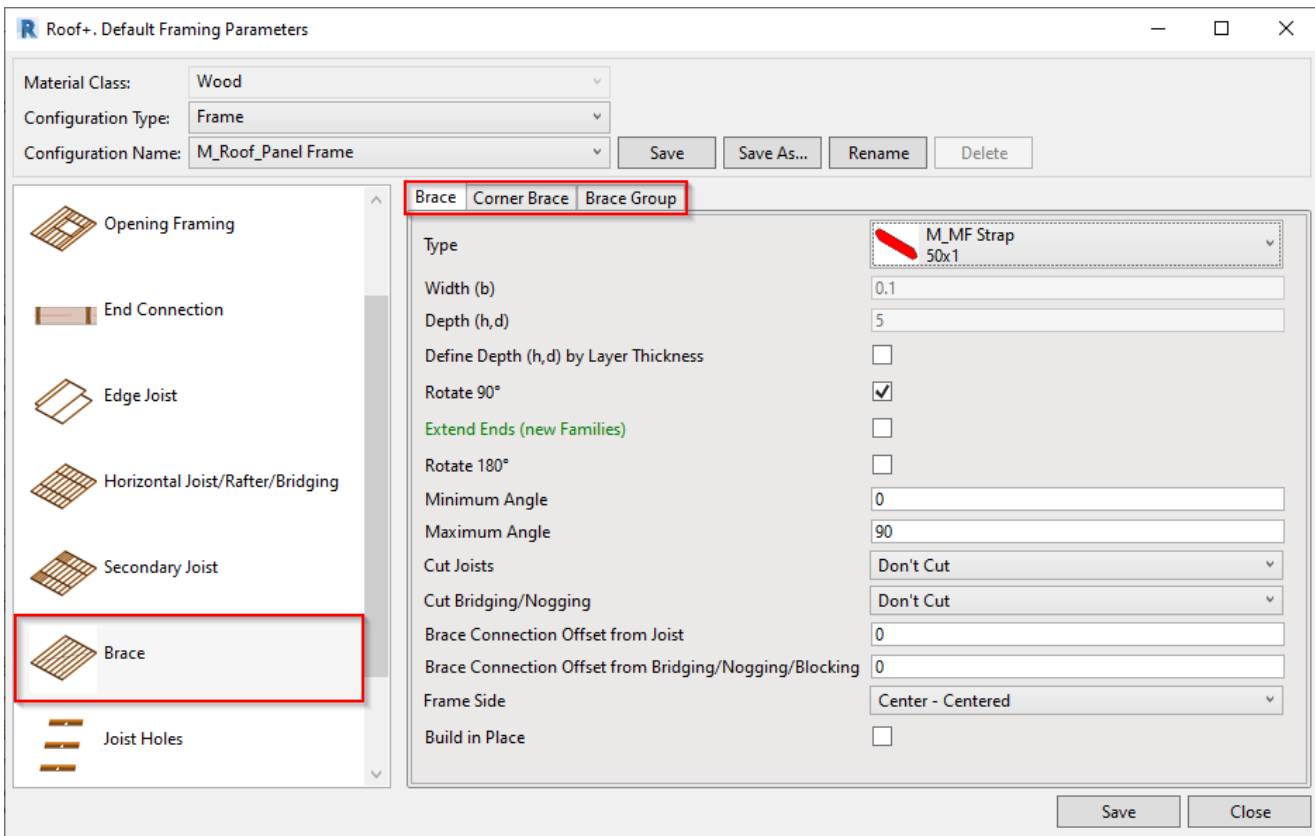 Roof+. Default Framing Parameters
Material Class: Wood
Configuration Type: Frame
Configuration Name: M_Roof_Panel Frame Save Save As... Rename Delete
Opening Framing
End Connection
Edge Joist
Horizontal Joist/Rafter/Bridging
Secondary Joist
Brace
Joist Holes
Brace Corner Brace Brace Group
Type M_MF Strap
50x1
Width (b) 0.1
Depth (h,d) 5
Define Depth (h,d) by Layer Thickness
Rotate 90°
Extend Ends (new Families)
Rotate 180°
Minimum Angle 0
Maximum Angle 90
Cut Joists Don't Cut
Cut Bridging/Nogging Don't Cut
Brace Connection Offset from Joist 0
Brace Connection Offset from Bridging/Nogging/Blocking 0
Frame Side Center - Centered
Build in Place
Save Close